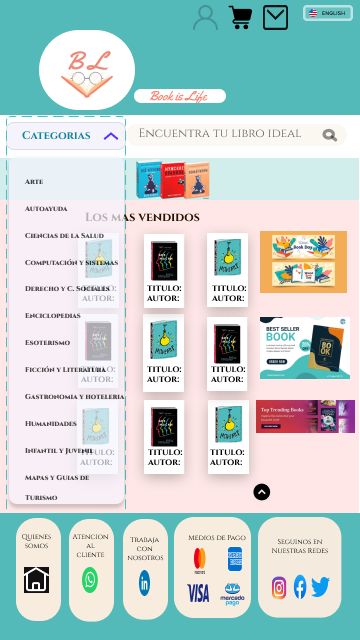 ENGLISH
B L
Book is Life
Categorias
Encuentra tu libro ideal
Arte
Autoayuda
Ciencias de la Salud
Computación y Sistemas
Derecho y C. Sociales
Enciclopedias
Esoterismo
Ficción y Literatura
Gastronomia y hoteleria
Humanidades
Infantil y Juvenil
Mapas y Guias de
Turismo
Los mas vendidos
TITULO:
AUTOR:
TITULO:
AUTOR:
TITULO:
AUTOR:
TITULO:
AUTOR:
TITULO:
AUTOR:
TITULO:
AUTOR:
TITULO:
AUTOR:
TITULO:
AUTOR:
TITULO:
AUTOR:
Book Day
BEST SELLER
BOOK
Top Trending Books
Quienes
somos
Atencion
al
cliente
trabaja
con
nosotros
in
Medios de Pago
VISA
mercado
pago
Seguinos en
Nuestras Redes